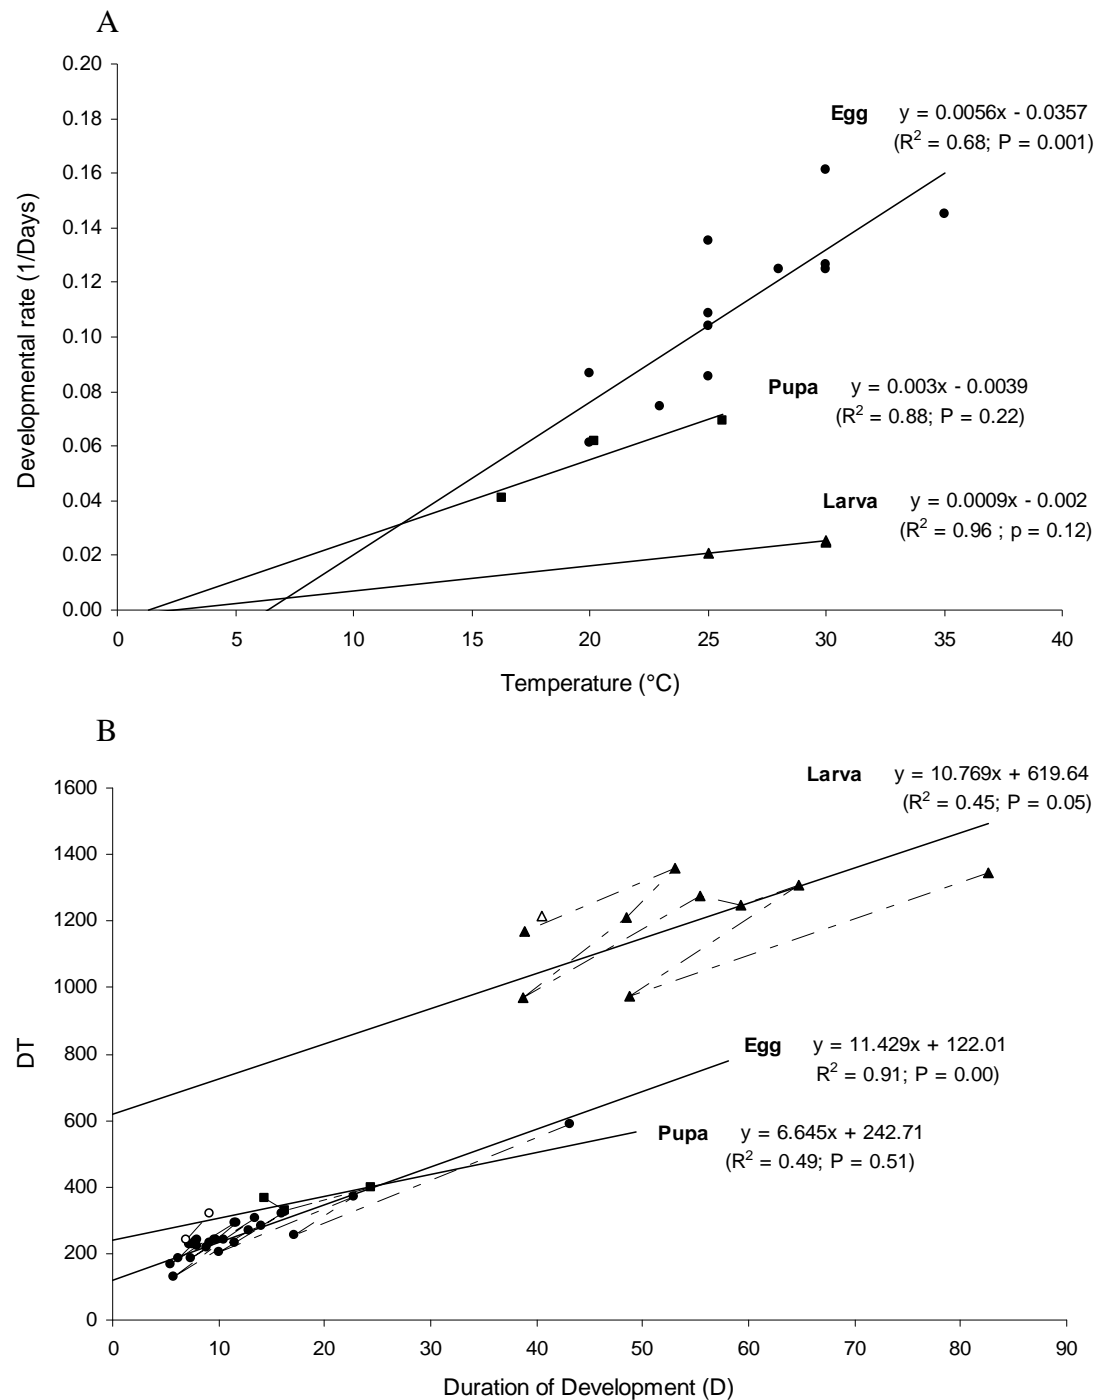 A
0.20
0.18
0.16
0.14
0.12
0.10
0.08
0.06
0.04
0.02
0.00
Developmental rate (1/Days)
Egg y = 0.0056x - 0.0357
(R² = 0.68; P = 0.001)
Pupa y = 0.003x - 0.0039
(R² = 0.88; P = 0.22)
Larva y = 0.0009x - 0.002
(R² = 0.96 ; p = 0.12)
0 5 10 15 20 25 30 35 40
Temperature (°C)
B
1600
1400
1200
1000
800
600
400
200
0
DT
Larva y = 10.769x + 619.64
(R² = 0.45; P = 0.05)
Egg y = 11.429x + 122.01
R² = 0.91; P = 0.00)
Pupa y = 6.645x + 242.71
(R² = 0.49; P = 0.51)
0 10 20 30 40 50 60 70 80 90
Duration of Development (D)